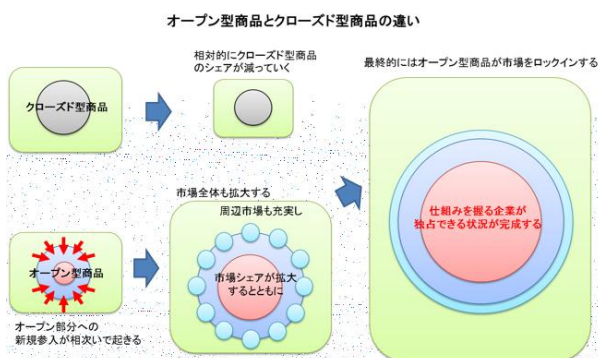 オープン型商品とクローズド型商品の違い
相対的にクローズド型商品
のシェアが減っていく
最終的にはオープン型商品が市場をロックインする
クローズド型商品
市場全体も拡大する
周辺市場も充実し
仕組みを握る企業が
独占できる状況が完成する
オープン型商品
市場シェアが拡大
するとともに
オープン部分への
新規参入が相次いで起きる